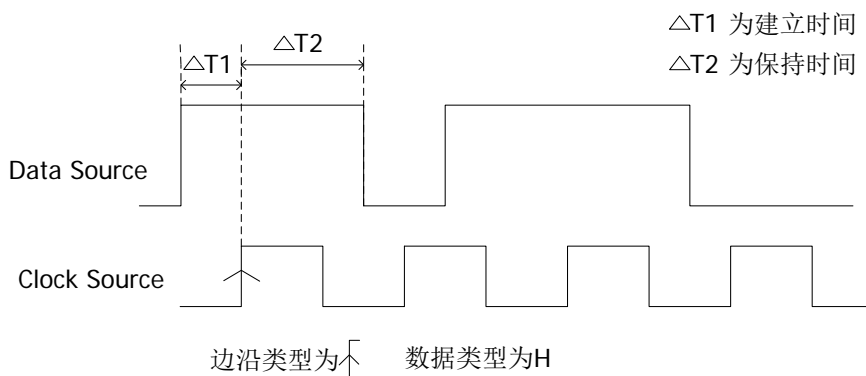 △T1 为建立时间
△T2
△T1
△T2 为保持时间
Data Source
Clock Source
边沿类型为 数据类型为H